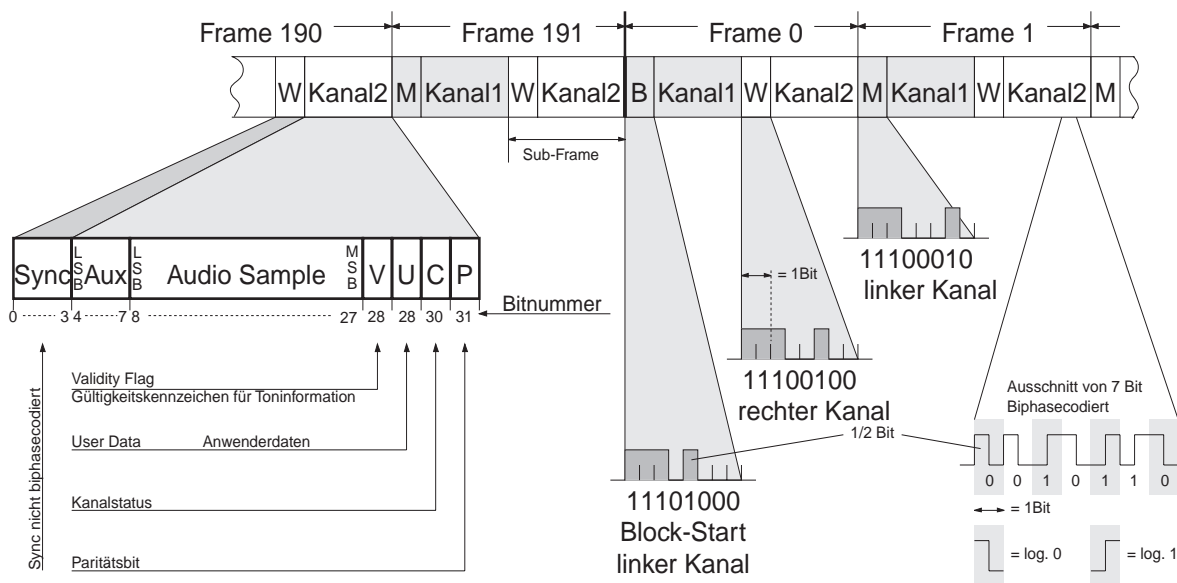 Frame 190
Frame 191
Frame 0
Frame 1
W Kanal2 M Kanal1 W Kanal2 B Kanal1 W Kanal2 M Kanal1 W Kanal2 M
Sub-Frame
Sync LSB Aux LSB Audio Sample MSB V U C P
0 3 4 7 8 27 28 28 30 31
Bitnummer
Sync nicht biphasecodiert
Validity Flag
Gültigkeitskennzeichen für Toninformation
User Data Anwenderdaten
Kanalstatus
Paritätsbit
11101000
Block-Start
linker Kanal
= 1Bit
11100100
rechter Kanal
11100010
linker Kanal
1/2 Bit
Ausschnitt von 7 Bit
Biphasecodiert
0 0 1 0 1 1 0
= 1Bit
= log. 0
= log. 1